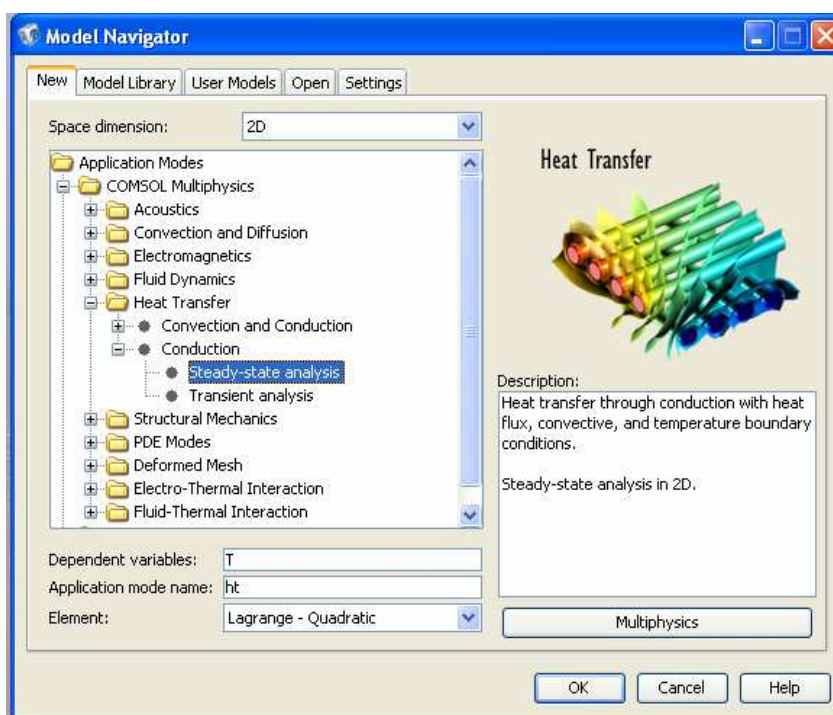 Model Navigator
New Model Library User Models Open Settings
Space dimension: 2D
Application Modes
COMSOL Multiphysics
Acoustics
Convection and Diffusion
Electromagnetics
Fluid Dynamics
Heat Transfer
Convection and Conduction
Conduction
Steady-state analysis
Transient analysis
Structural Mechanics
PDE Modes
Deformed Mesh
Electro-Thermal Interaction
Fluid-Thermal Interaction
Dependent variables: T
Application mode name: ht
Element: Lagrange - Quadratic
Heat Transfer
Description:
Heat transfer through conduction with heat
flux, convective, and temperature boundary
conditions.
Steady-state analysis in 2D.
Multiphysics
OK Cancel Help